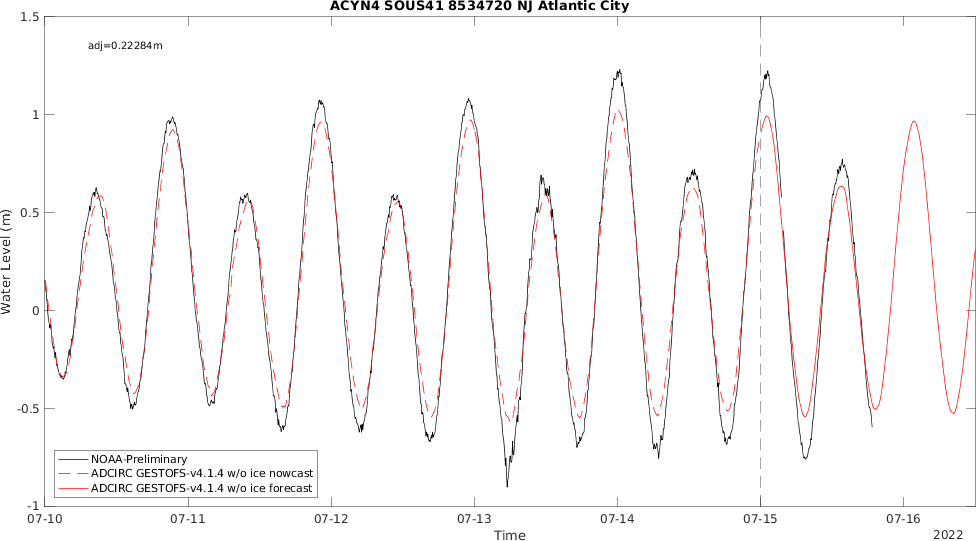 ACYN4 SOUS41 8534720 NJ Atlantic City
1.5
adj=0.22284m
1
0.5
0
-0.5
-1
Water Level (m)
NOAA-Preliminary
ADCIRC GESTOFS-v4.1.4 w/o ice nowcast
ADCIRC GESTOFS-v4.1.4 w/o ice forecast
07-10 07-11 07-12 07-13 07-14 07-15 07-16
Time
2022